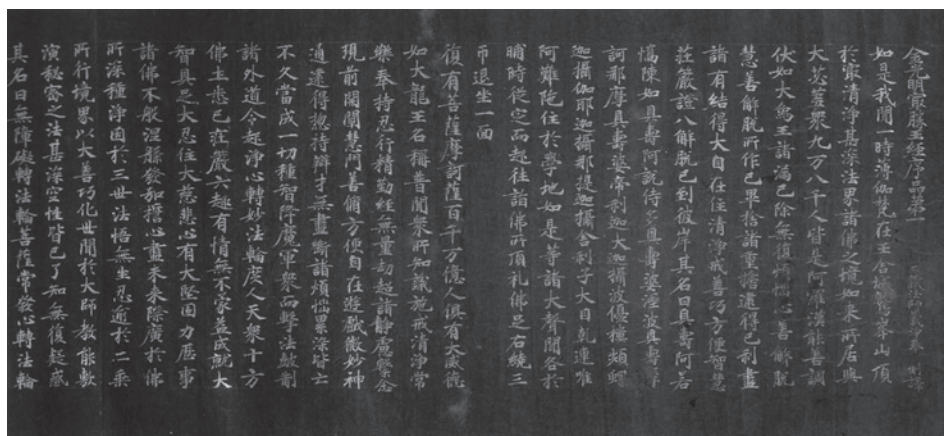 金光明最勝王經序品第一 三藏法師義淨奉 制譯
如是我聞一時薄伽梵在王舍城鷲峯山頂
於最清淨甚深法界諸佛之境如來所居與
大苾蒭衆九万八千人皆是阿羅漢能善調
伏如大烏王諸漏已除無復煩惱心善解脫
慧善解脫所作已畢捨諸重擔逮得己利盡
諸有結得大自在住清淨戒善巧方便智慧
莊嚴證八解脫已到彼岸其名曰具壽阿若
憍陳如具壽阿說侍多具壽婆濕波具壽摩
訶那摩具壽婆帝利迦大迦攝波優樓頻螺
迦攝伽耶迦攝那提迦攝舍利子大目乾連唯
阿難陀住於學地如是等諸大聲聞各於
晡時從定而起往詣佛所頂礼佛足右繞三
帀退坐一面
復有菩薩摩訶薩百千万億人俱有大威德
如大龍王名稱普聞衆所知識施戒清淨常
樂奉持忍行精勤經無量劫超諸靜慮繫念
現前開闡慧門善脩方便自在遊戲微妙神
通逮得惣持辯才無盡斷諸煩惱累染皆亡
不久當成一切種智降魔軍衆而擊法鼓制
諸外道令起淨心轉妙法輪度人天衆十方
佛土悉已莊嚴六趣有情無不蒙益成就大
智具足大忍住大慈悲心有大堅固力歷事
諸佛不般涅槃發弘誓心盡未來際廣於佛
所深種淨因於三世法悟無生忍逾於二乘
所行境界以大善巧化世間於大師教能敷
演秘密之法甚深空性皆已了知無復疑惑
其名曰無障礙轉法輪菩薩常發心轉法輪